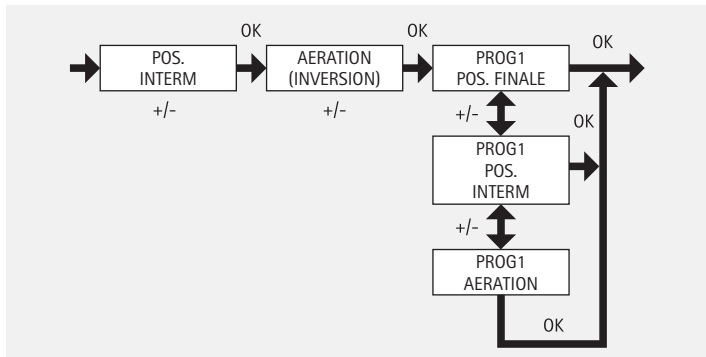 OK
OK
OK
POS.
INTERM
AERATION
(INVERSION)
PROG1
POS. FINALE
+/-
+/-
+/-
OK
PROG1
POS.
INTERM
+/-
PROG1
AERATION
OK